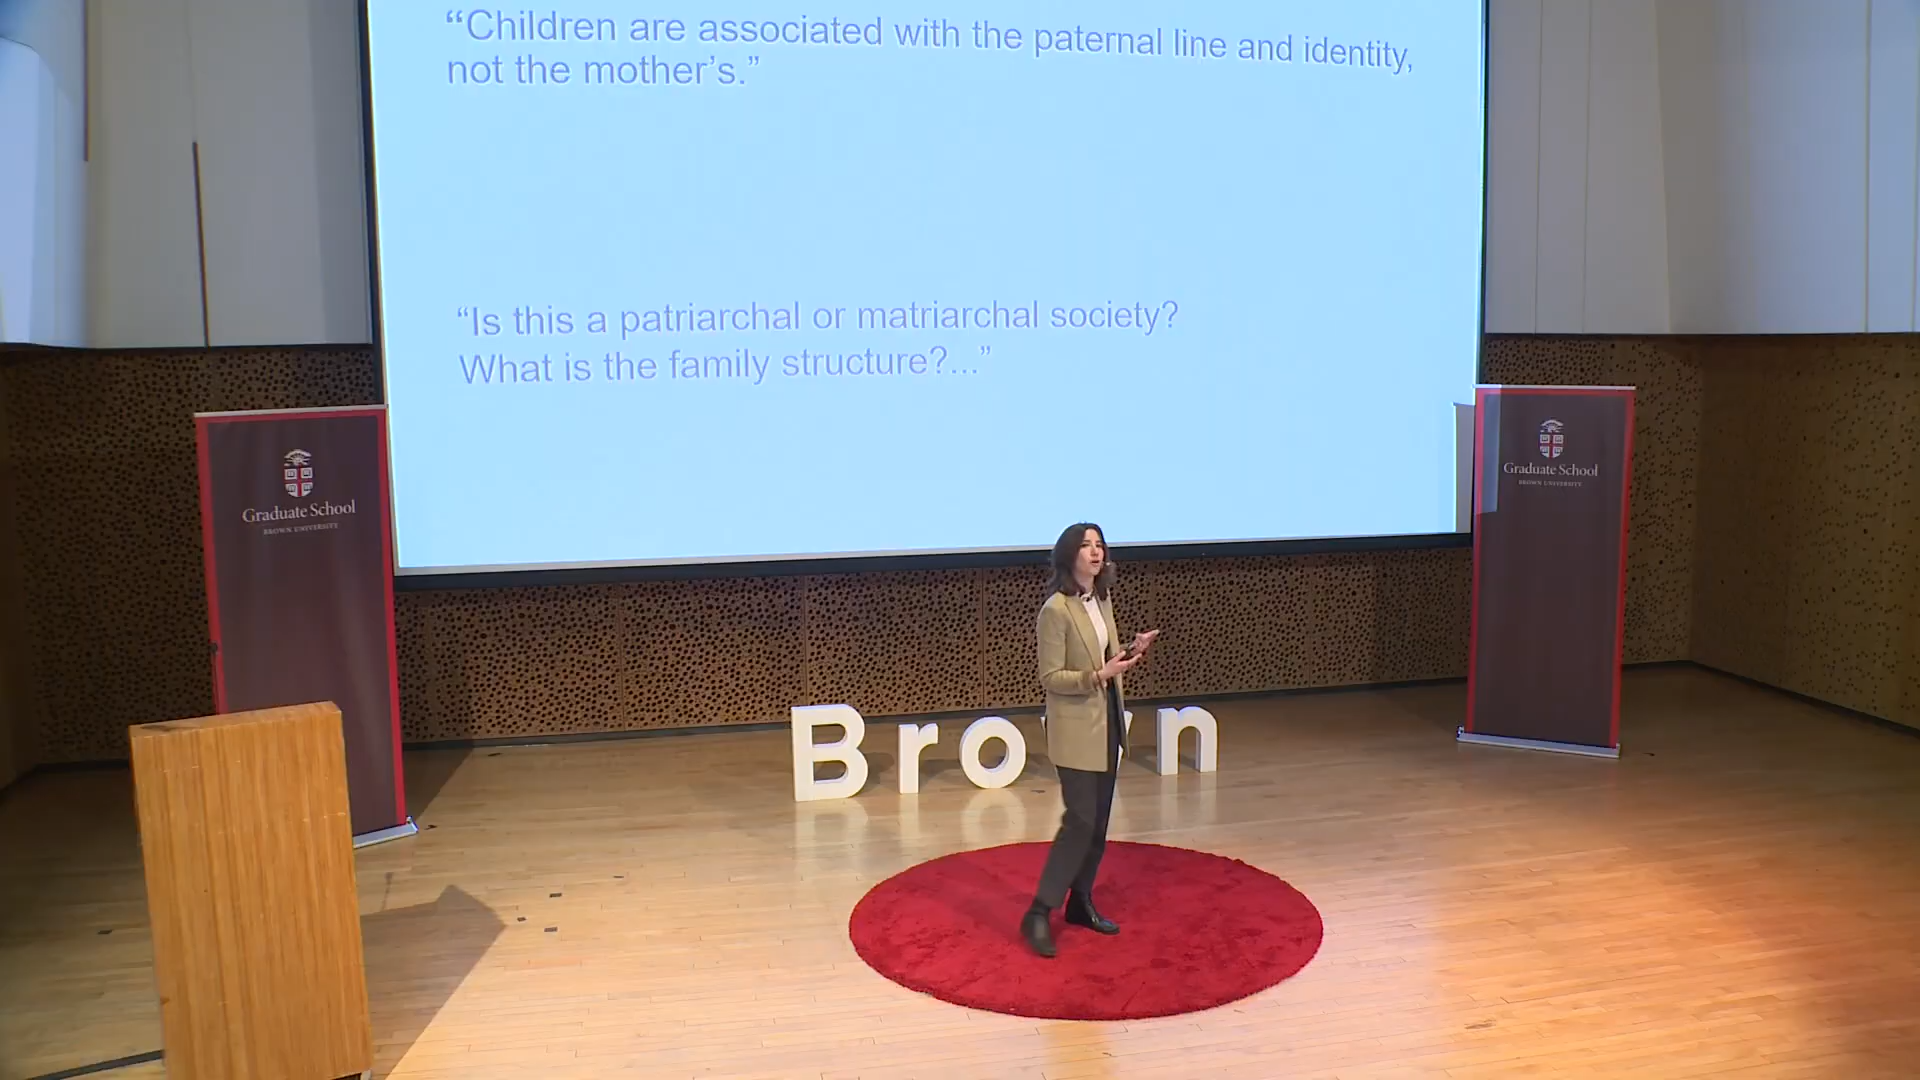 “Children are associated with the paternal line and identity,
not the mother’s.”
“Is this a patriarchal or matriarchal society?
What is the family structure?...”
Graduate School
BROWN UNIVERSITY
Graduate School
BROWN UNIVERSITY
Bro n